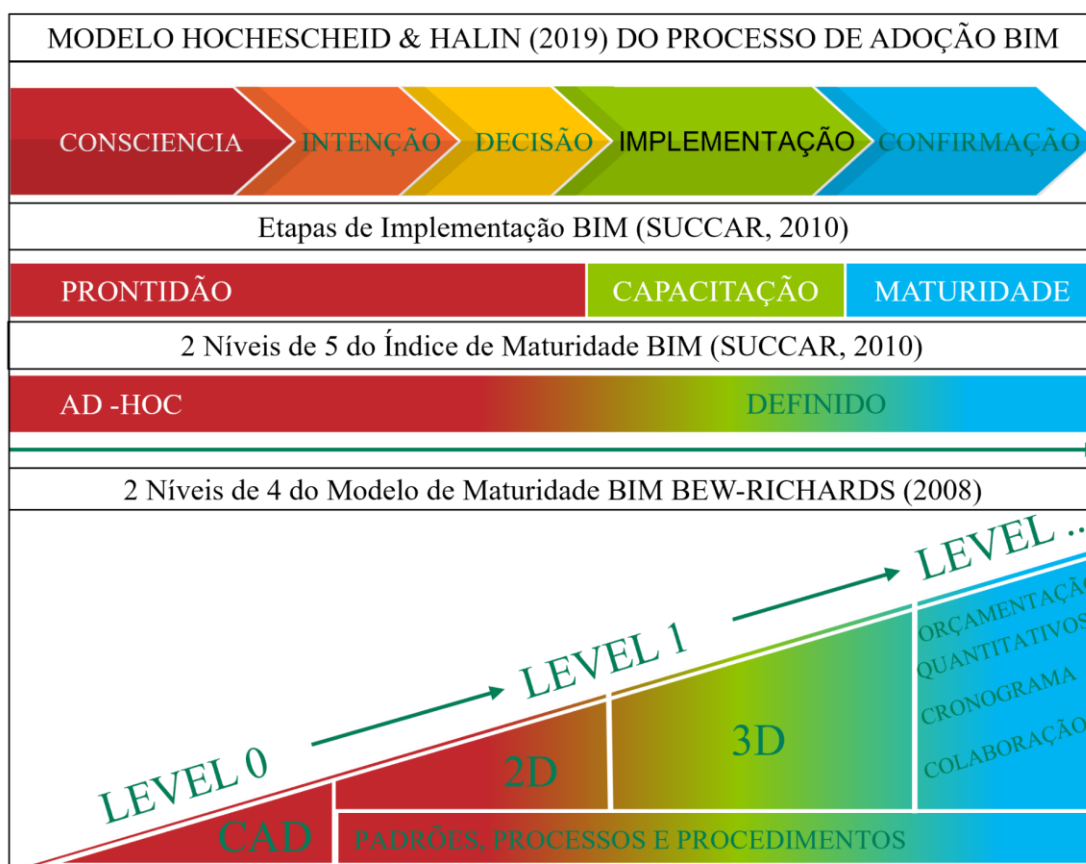 MODELO HOCHESCHEID & HALIN (2019) DO PROCESSO DE ADOÇÃO BIM
CONSCIENCIA INTENÇÃO DECISÃO IMPLEMENTAÇÃO CONFIRMAÇÃO
Etapas de Implementação BIM (SUCCAR, 2010)
PRONTIDÃO CAPACITAÇÃO MATURIDADE
2 Níveis de 5 do Índice de Maturidade BIM (SUCCAR, 2010)
AD -HOC DEFINIDO
2 Níveis de 4 do Modelo de Maturidade BIM BEW-RICHARDS (2008)
LEVEL 0
LEVEL 1
LEVEL ..
CAD
2D
3D
ORÇAMENTAÇÃO
QUANTITATIVOS
CRONOGRAMA
COLABORAÇÃO
PADRÕES, PROCESSOS E PROCEDIMENTOS